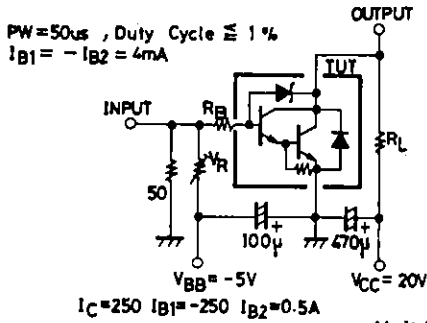 PW=50us , Duty Cycle ≦ 1%
IB1= -IB2=4mA
OUTPUT
TUT
INPUT
RB
VR
RL
50
100μ
+
470μ
+
VBB=-5V
VCC=20V
IC=250 IB1=-250 IB2=0.5A